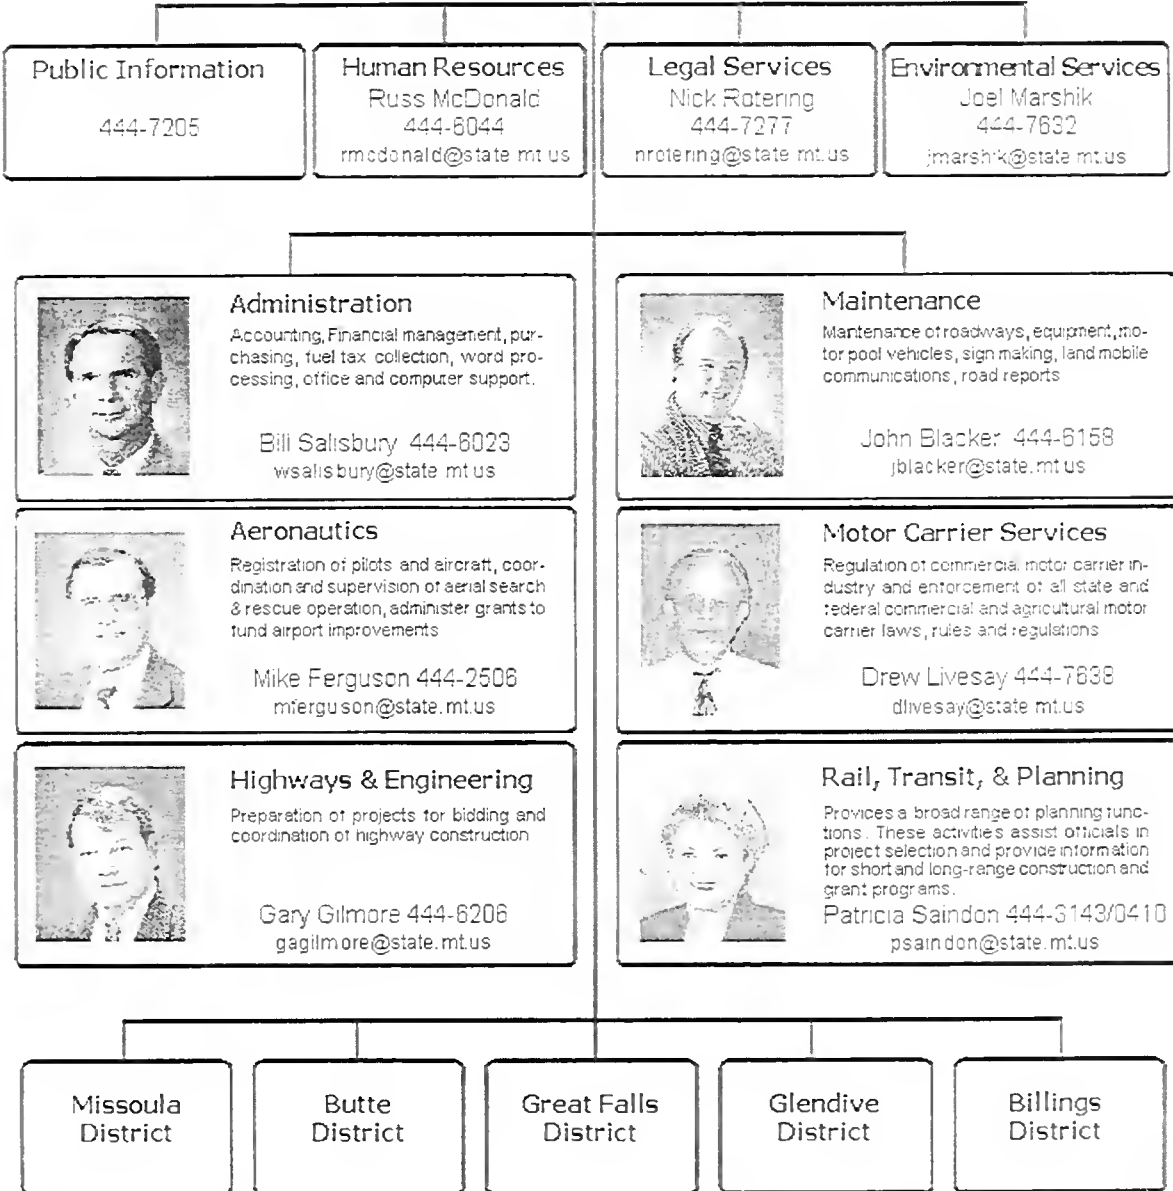 Public Information
444-7205
Human Resources
Russ McDonald
444-6044
rmcdonald@state.mt.us
Legal Services
Nick Rotering
444-7277
nrotering@state.mt.us
Environmental Services
Joel Marshik
444-7632
jmarshik@state.mt.us
Administration
Accounting, Financial management, pur-
chasing, fuel tax collection, word pro-
cessing, office and computer support.
Bill Salisbury 444-6023
wsalisbury@state.mt.us
Maintenance
Maintenance of roadways, equipment, mo-
tor pool vehicles, sign making, land mobile
communications, road reports
John Blacker 444-6158
jblacker@state.mt.us
Aeronautics
Registration of pilots and aircraft, coor-
dination and supervision of aerial search
& rescue operation, administer grants to
fund airport improvements
Mike Ferguson 444-2506
mferguson@state.mt.us
Motor Carrier Services
Regulation of commercial motor carrier in-
dustry and enforcement of all state and
federal commercial and agricultural motor
carrier laws, rules and regulations
Drew Livesay 444-7638
dlivesay@state.mt.us
Highways & Engineering
Preparation of projects for bidding and
coordination of highway construction
Gary Gilmore 444-6206
gagilmore@state.mt.us
Rail, Transit, & Planning
Provices a broad range of planning func-
tions. These activities assist officials in
project selection and provide information
for short and long-range construction and
grant programs.
Patricia Saindon 444-3143/0410
psaindon@state.mt.us
Missoula
District
Butte
District
Great Falls
District
Glendive
District
Billings
District